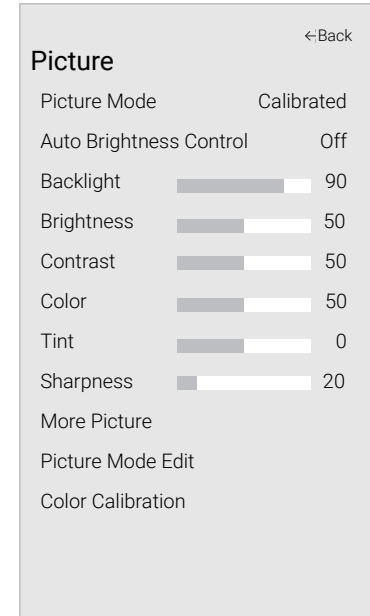 ←Back
Picture
Picture Mode Calibrated
Auto Brightness Control Off
Backlight 90
Brightness 50
Contrast 50
Color 50
Tint 0
Sharpness 20
More Picture
Picture Mode Edit
Color Calibration